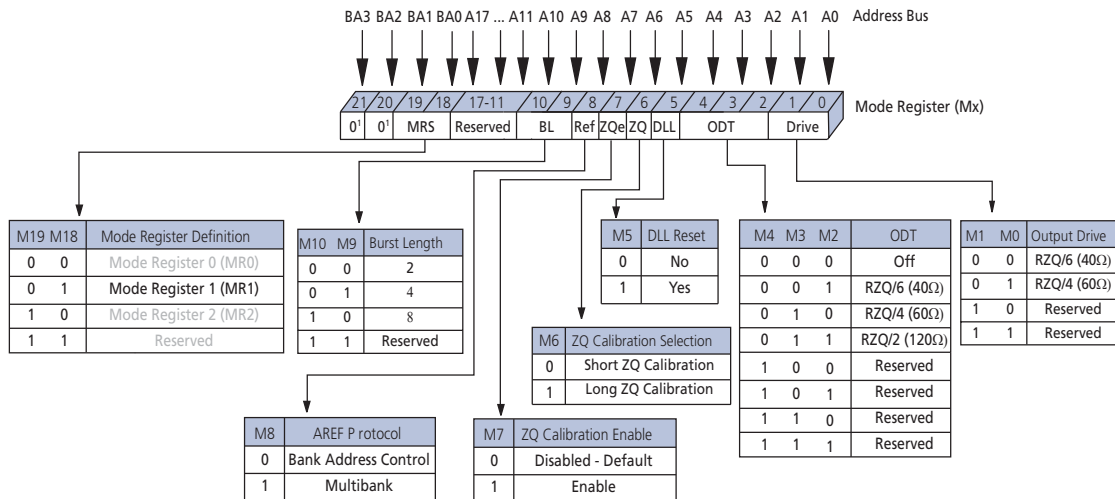 BA3 BA2 BA1 BA0 A17 ... A11 A10 A9 A8 A7 A6 A5 A4 A3 A2 A1 A0 Address Bus
21 20 19 18 17-11 10 9 8 7 6 5 4 3 2 1 0 Mode Register (Mx)
0¹ 0¹ MRS Reserved BL Ref ZQe ZQ DLL ODT Drive
M19 M18 Mode Register Definition
0 0 Mode Register 0 (MR0)
0 1 Mode Register 1 (MR1)
1 0 Mode Register 2 (MR2)
1 1 Reserved
M10 M9 Burst Length
0 0 2
0 1 4
1 0 8
1 1 Reserved
M5 DLL Reset
0 No
1 Yes
M4 M3 M2 ODT
0 0 0 Off
0 0 1 RZQ/6 (40Ω)
0 1 0 RZQ/4 (60Ω)
0 1 1 RZQ/2 (120Ω)
1 0 0 Reserved
1 0 1 Reserved
1 1 0 Reserved
1 1 1 Reserved
M1 M0 Output Drive
0 0 RZQ/6 (40Ω)
0 1 RZQ/4 (60Ω)
1 0 Reserved
1 1 Reserved
M6 ZQ Calibration Selection
0 Short ZQ Calibration
1 Long ZQ Calibration
M8 AREF P rotocol
0 Bank Address Control
1 Multibank
M7 ZQ Calibration Enable
0 Disabled - Default
1 Enable